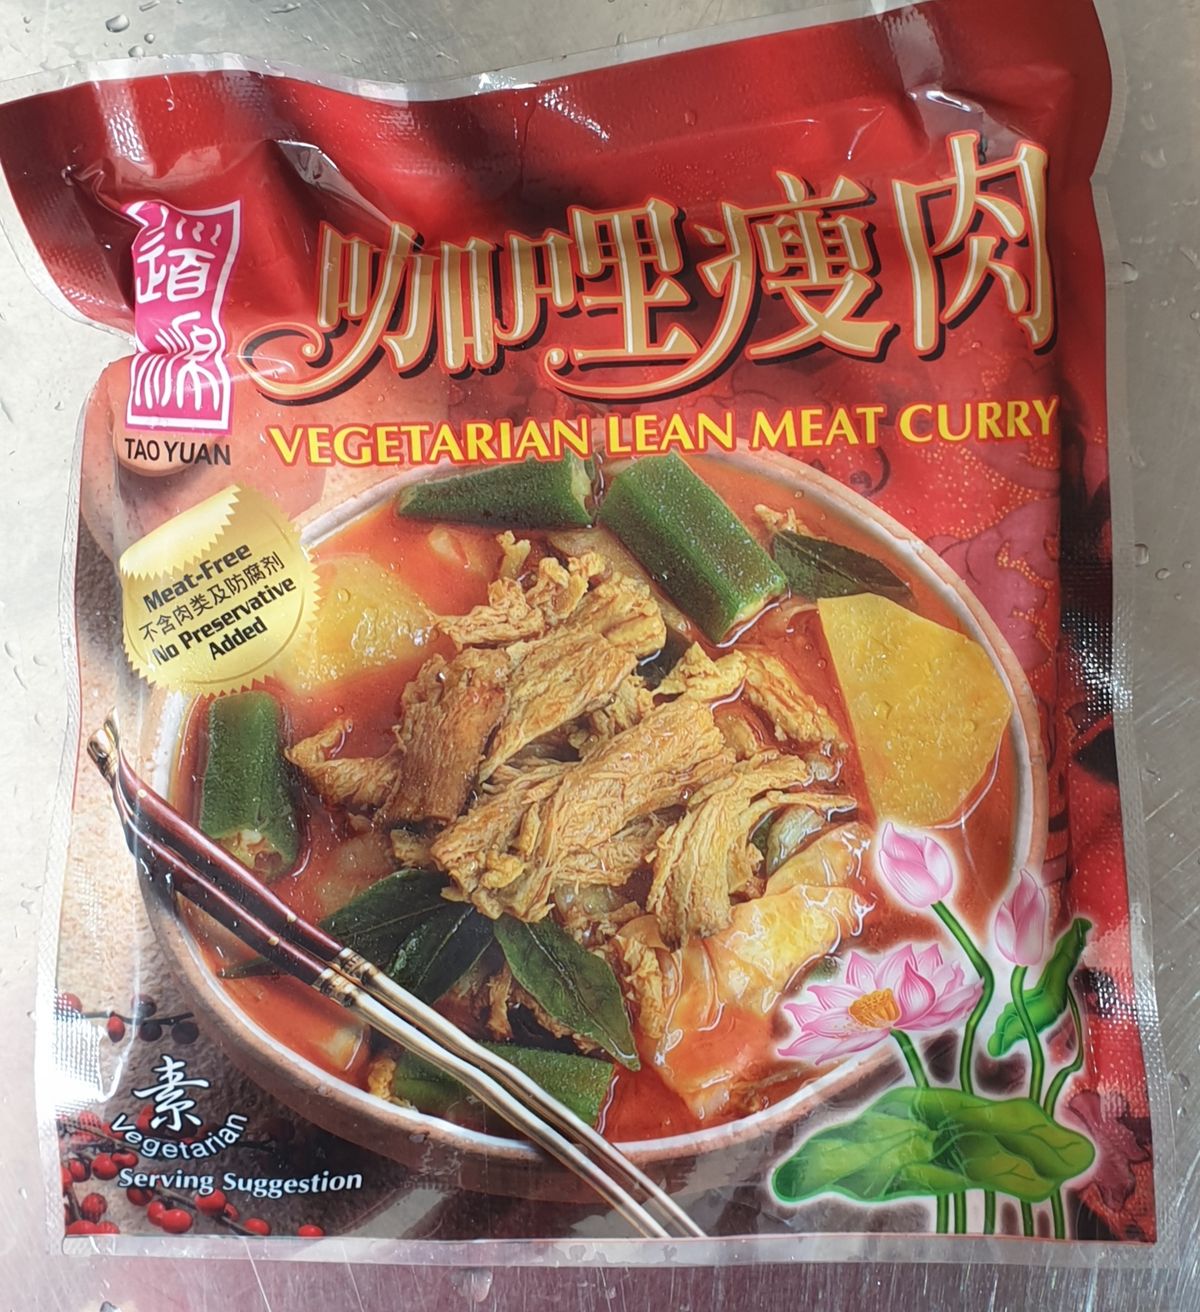 道源
TAO YUAN
咖哩瘦肉
VEGETARIAN LEAN MEAT CURRY
Meat-Free
不含肉类及防腐剂
No Preservative
Added
素
Vegetarian
Serving Suggestion